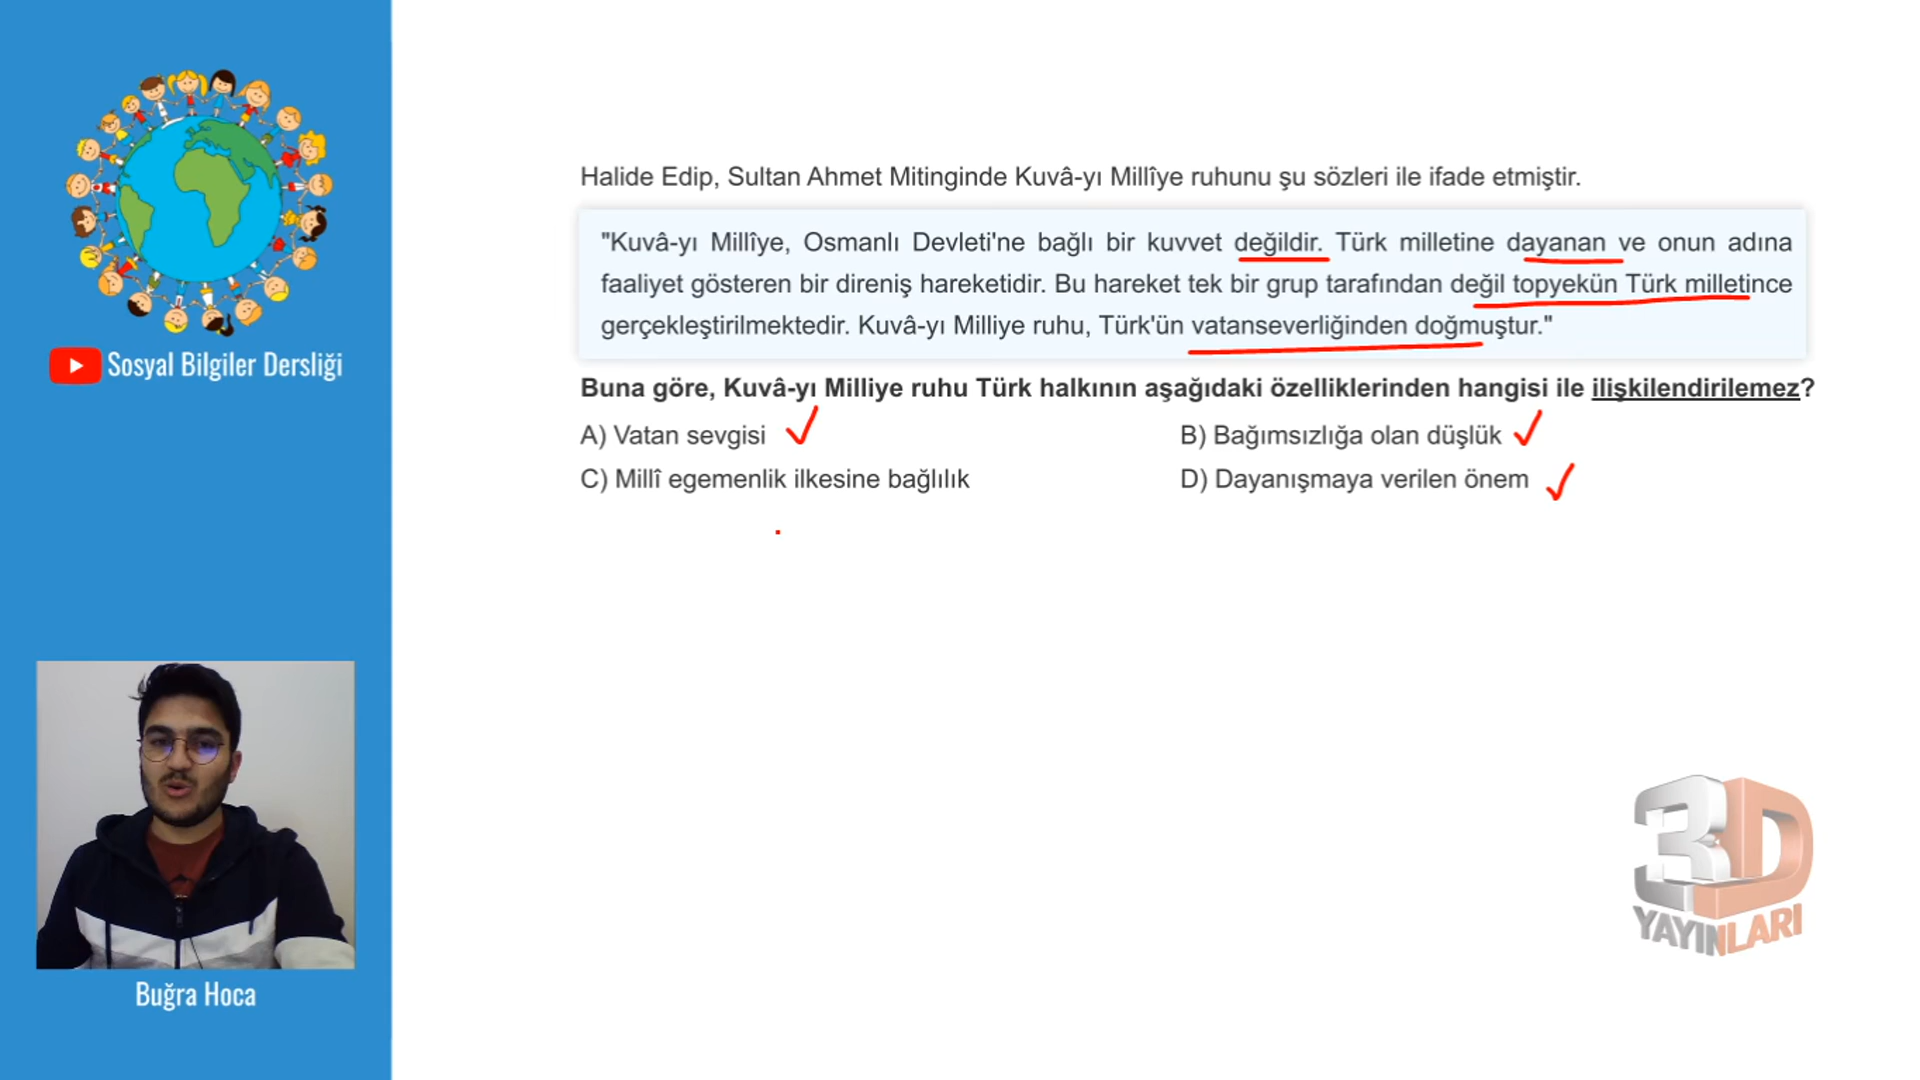 Halide Edip, Sultan Ahmet Mitinginde Kuvâ-yı Millîye ruhunu şu sözleri ile ifade etmiştir.
"Kuvâ-yı Millîye, Osmanlı Devleti'ne bağlı bir kuvvet değildir. Türk milletine dayanan ve onun adına
faaliyet gösteren bir direniş hareketidir. Bu hareket tek bir grup tarafından değil topyekün Türk milletince
gerçekleştirilmektedir. Kuvâ-yı Milliye ruhu, Türk'ün vatanseverliğinden doğmuştur."
Buna göre, Kuvâ-yı Milliye ruhu Türk halkının aşağıdaki özelliklerinden hangisi ile ilişkilendirilemez?
A) Vatan sevgisi
B) Bağımsızlığa olan düşlük
C) Millî egemenlik ilkesine bağlılık
D) Dayanışmaya verilen önem
Sosyal Bilgiler Dersliği
Buğra Hoca
3D
YAYINLARI